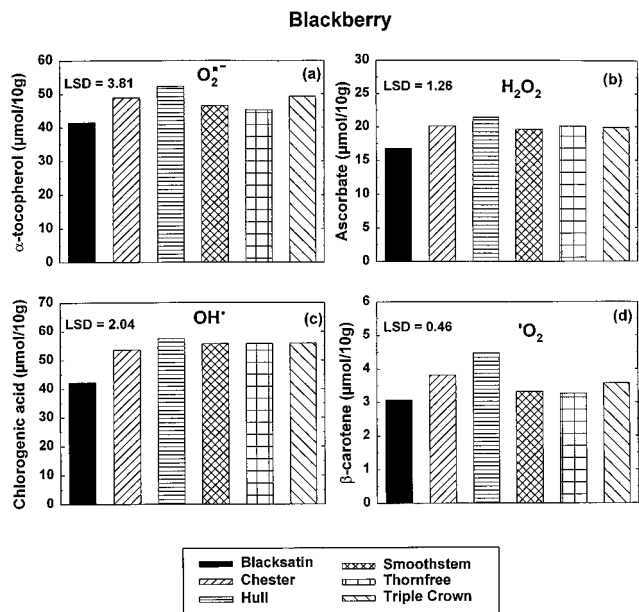 Blackberry
LSD = 3.81 O₂•⁻ (a)
α-tocopherol (µmol/10g)
60
50
40
30
20
10
0
LSD = 1.26 H₂O₂ (b)
Ascorbate (µmol/10g)
30
25
20
15
10
5
0
LSD = 2.04 OH• (c)
Chlorogenic acid (µmol/10g)
70
60
50
40
30
20
10
0
LSD = 0.46 'O₂ (d)
β-carotene (µmol/10g)
6
5
4
3
2
1
0
Blacksatin
Chester
Hull
Smoothstem
Thornfree
Triple Crown